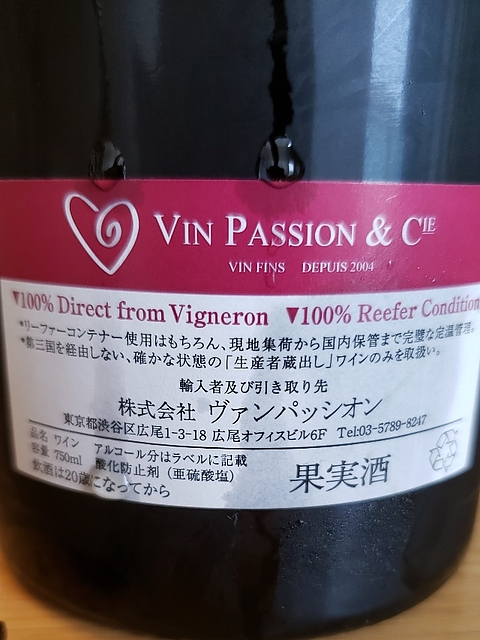 VIN PASSION & CIE
VIN FINS DEPUIS 2004
▼100% Direct from Vigneron ▼100% Reefer Condition
*リーファーコンテナー使用はもちろん、現地集荷から国内保管まで完璧な定温管理。
*第三国を経由しない、確かな状態の「生産者蔵出し」ワインのみを取扱い。
輸入者及び引き取り先
株式会社 ヴァンパッシオン
東京都渋谷区広尾1-3-18 広尾オフィスビル6F Tel:03-5789-8247
品名 ワイン アルコール分はラベルに記載
容量 750ml 酸化防止剤（亜硫酸塩）
飲酒は20歳になってから
果実酒